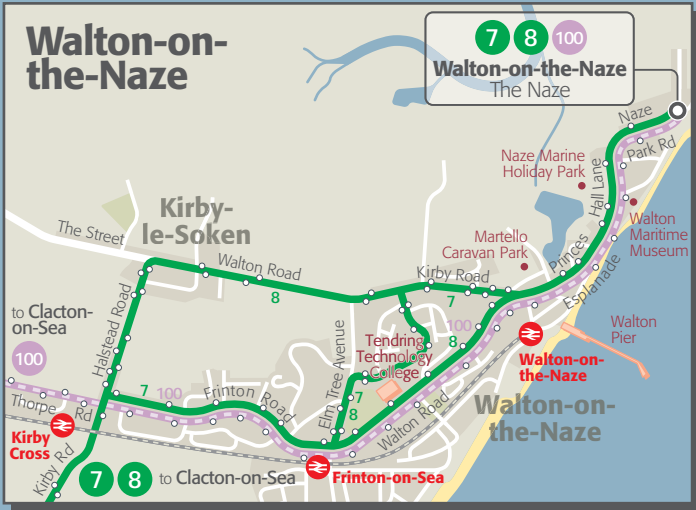 Walton-on-
the-Naze
7 8 100
Walton-on-the-Naze
The Naze
Naze
Park Rd
Naze Marine
Holiday Park
Hall Lane
Kirby-
le-Soken
The Street
Walton
Maritime
Museum
Martello
Caravan Park
Princes
Esplanade
Walton Road
Kirby Road
8
7
Halstead Road
to Clacton-
on-Sea
100
100
8
Walton
Pier
Elm Tree Avenue
Tendring
Technology
College
Walton-on-
the-Naze
7
100
Frinton Road
7
8
Thorpe Rd
Walton Road
Walton-on-
the-Naze
Kirby
Cross
Kirby Rd
7 8 to Clacton-on-Sea
Frinton-on-Sea